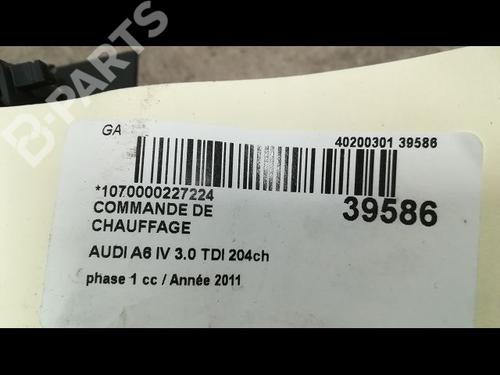 B-PARTS
GA
40200301 39586
*1070000227224
COMMANDE DE
CHAUFFAGE
39586
AUDI A6 IV 3.0 TDI 204ch
phase 1 cc / Année 2011